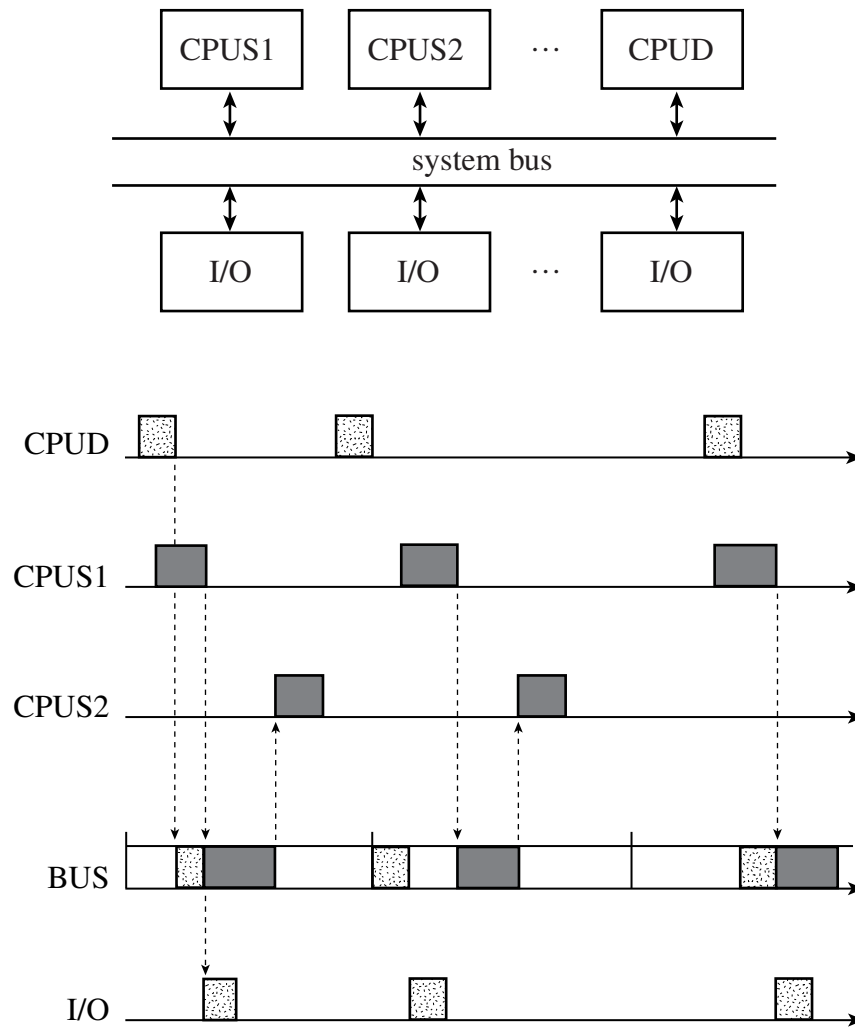 CPUS1 CPUS2 ... CPUD
system bus
I/O I/O ... I/O
CPUD
CPUS1
CPUS2
BUS
I/O